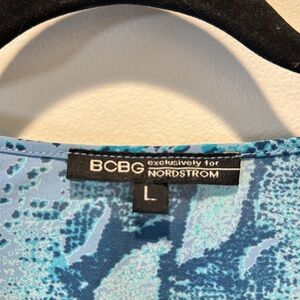 BCBG exclusively for
NORDSTROM
L